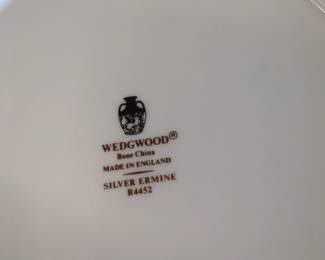 WEDGWOOD®
Bone China
MADE IN ENGLAND
SILVER ERMINE
R4452